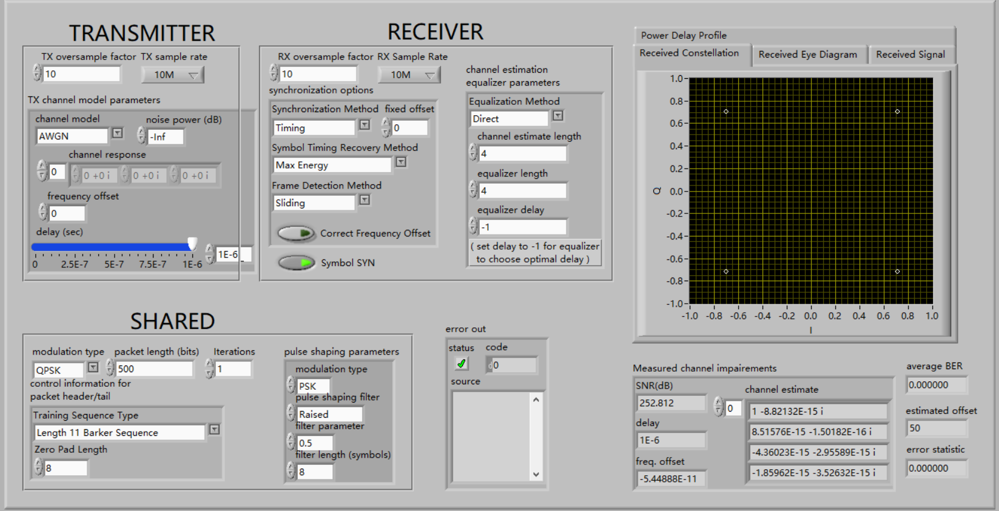 TRANSMITTER
TX oversample factor TX sample rate
10
10M
TX channel model parameters
channel model
noise power (dB)
AWGN
-Inf
channel response
0
0 +0 i
0 +0 i
0 +0 i
frequency offset
0
delay (sec)
0 2.5E-7 5E-7 7.5E-7 1E-6
1E-6
RECEIVER
RX oversample factor RX Sample Rate
10
10M
synchronization options
Synchronization Method fixed offset
Timing
0
Symbol Timing Recovery Method
Max Energy
Frame Detection Method
Sliding
Correct Frequency Offset
Symbol SYN
channel estimation
equalizer parameters
Equalization Method
Direct
channel estimate length
4
equalizer length
4
equalizer delay
-1
( set delay to -1 for equalizer
to choose optimal delay )
Power Delay Profile
Received Constellation
Received Eye Diagram
Received Signal
1.0
0.8
0.6
0.4
0.2
0.0
-0.2
-0.4
-0.6
-0.8
-1.0
Q
-1.0 -0.8 -0.6 -0.4 -0.2 0.0 0.2 0.4 0.6 0.8 1.0
I
SHARED
modulation type packet length (bits) Iterations
QPSK
500
1
control information for
packet header/tail
Training Sequence Type
Length 11 Barker Sequence
Zero Pad Length
8
pulse shaping parameters
modulation type
PSK
pulse shaping filter
Raised
filter parameter
0.5
filter length (symbols)
8
error out
status code
d0
source
Measured channel impairements
SNR(dB)
252.812
delay
1E-6
freq. offset
-5.44888E-11
channel estimate
0
1 -8.82132E-15 i
8.51576E-15 -1.50182E-16 i
-4.36023E-15 -2.95589E-15 i
-1.85962E-15 -3.52632E-15 i
average BER
0.000000
estimated offset
50
error statistic
0.000000